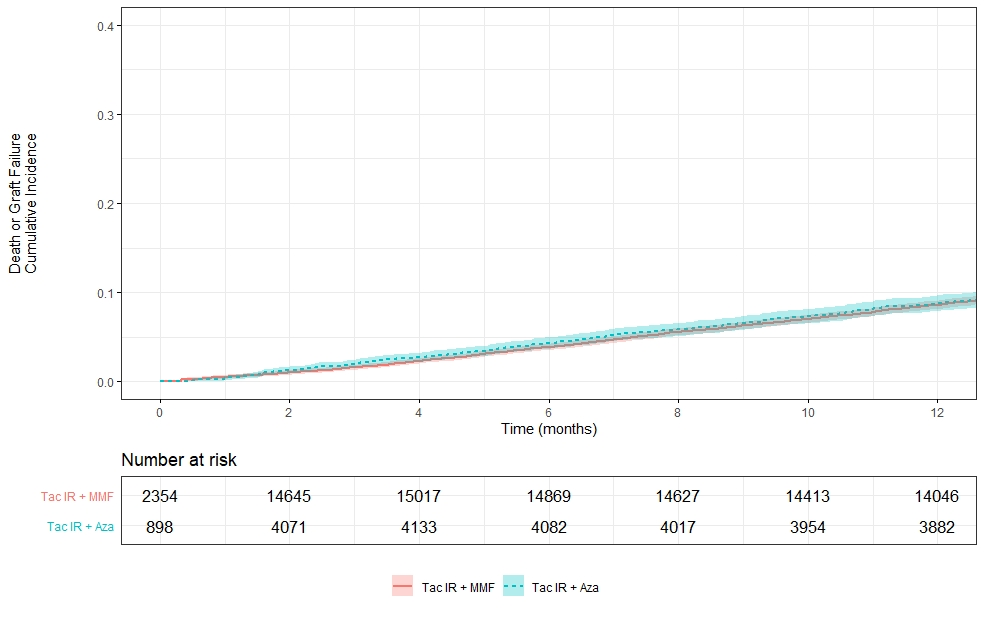 Death or Graft Failure
Cumulative Incidence
0.4
0.3
0.2
0.1
0.0
0 2 4 6 8 10 12
Time (months)
Number at risk
Tac IR + MMF 2354 14645 15017 14869 14627 14413 14046
Tac IR + Aza 898 4071 4133 4082 4017 3954 3882
Tac IR + MMF Tac IR + Aza